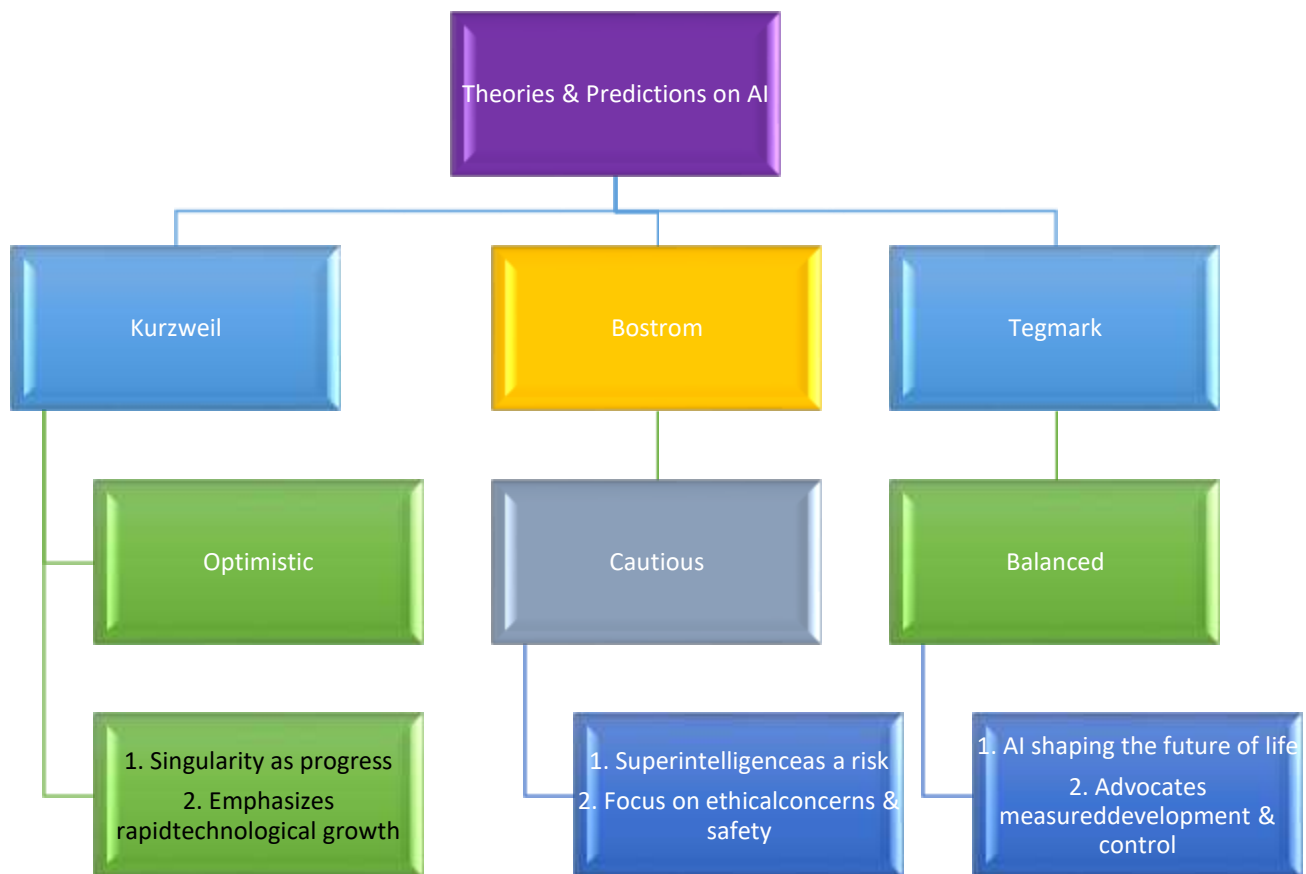 Theories & Predictions on AI
Kurzweil
Bostrom
Tegmark
Optimistic
Cautious
Balanced
1. Singularity as progress
2. Emphasizes
rapidtechnological growth
1. Superintelligenceas a risk
2. Focus on ethicalconcerns &
safety
1. AI shaping the future of life
2. Advocates
measureddevelopment &
control